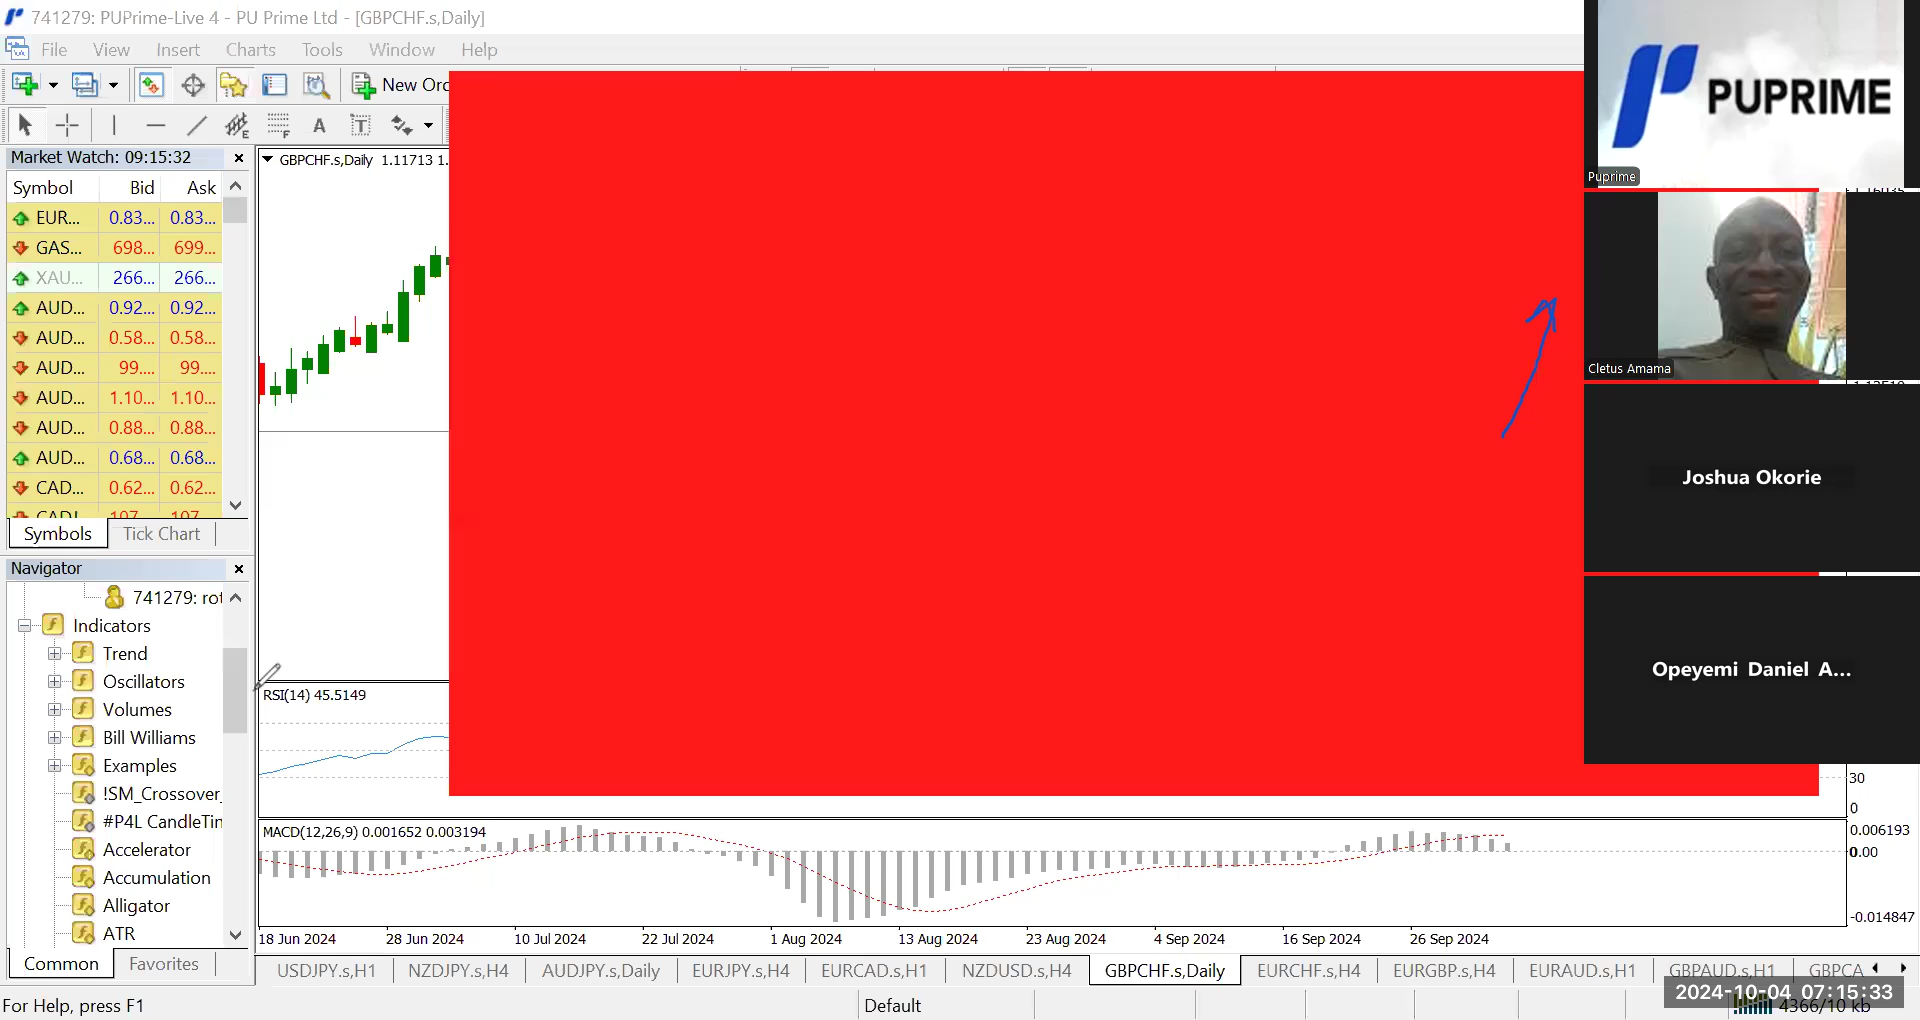 741279: PUPrime-Live 4 - PU Prime Ltd - [GBPCHF.s,Daily]
File View Insert Charts Tools Window Help
New Ord
Market Watch: 09:15:32
Symbol Bid Ask
EUR... 0.83... 0.83...
GAS... 698... 699...
XAU... 266... 266...
AUD... 0.92... 0.92...
AUD... 0.58... 0.58...
AUD... 99.... 99....
AUD... 1.10... 1.10...
AUD... 0.88... 0.88...
AUD... 0.68... 0.68...
CAD... 0.62... 0.62...
Symbols Tick Chart
Navigator
741279: rot
Indicators
Trend
Oscillators
Volumes
Bill Williams
Examples
!SM_Crossover_
#P4L CandleTim
Accelerator
Accumulation
Alligator
ATR
Common Favorites
GBPCHF.s,Daily 1.11713 1.
RSI(14) 45.5149
30
0
MACD(12,26,9) 0.001652 0.003194
0.006193
0.00
-0.014847
18 Jun 2024 28 Jun 2024 10 Jul 2024 22 Jul 2024 1 Aug 2024 13 Aug 2024 23 Aug 2024 4 Sep 2024 16 Sep 2024 26 Sep 2024
USDJPY.s,H1 NZDJPY.s,H4 AUDJPY.s,Daily EURJPY.s,H4 EURCAD.s,H1 NZDUSD.s,H4 GBPCHF.s,Daily EURCHF.s,H4 EURGBP.s,H4 EURAUD.s,H1 GBPAUD.s,H1 GBPCA
For Help, press F1
Default
4366/10 kb
2024-10-04 07:15:33
PUPRIME
Puprime
Cletus Amama
Joshua Okorie
Opeyemi Daniel A...